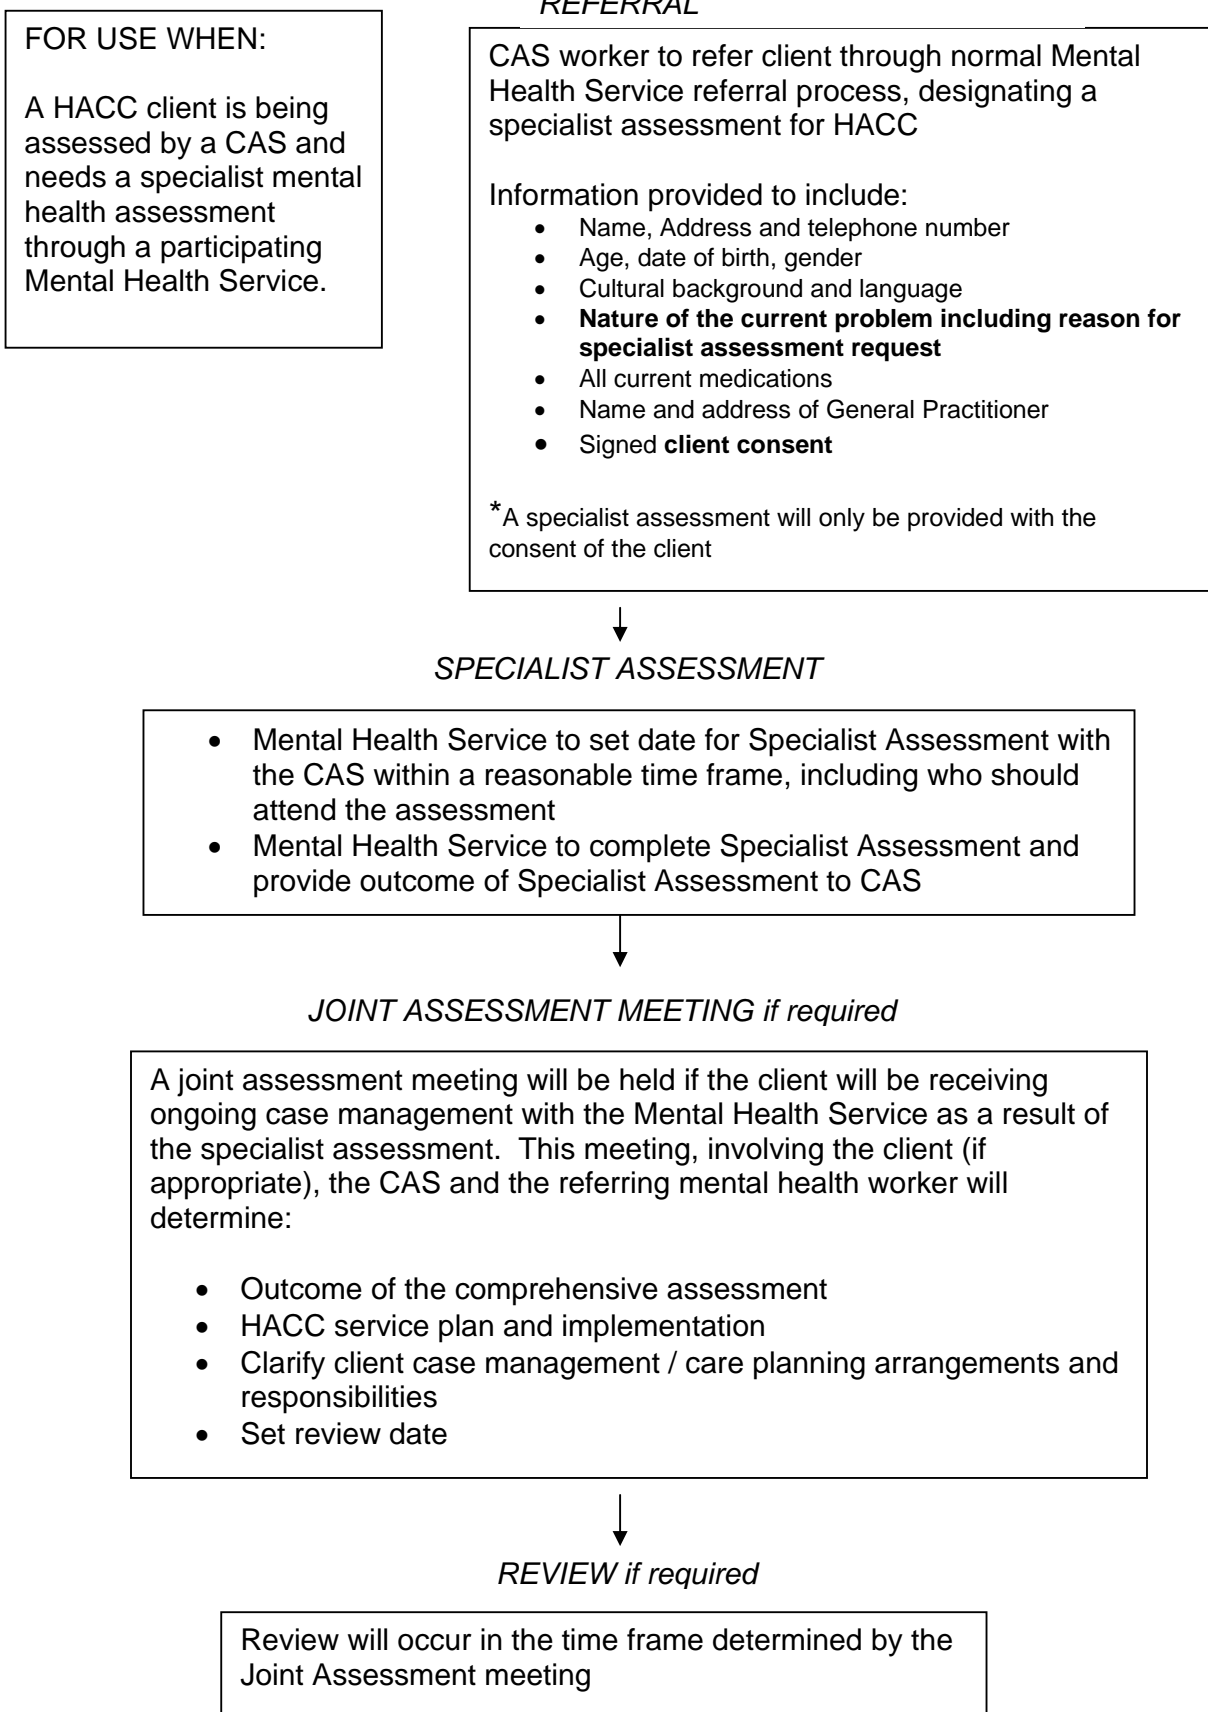 FOR USE WHEN:
A HACC client is being
assessed by a CAS and
needs a specialist mental
health assessment
through a participating
Mental Health Service.
REFERRAL
CAS worker to refer client through normal Mental
Health Service referral process, designating a
specialist assessment for HACC
Information provided to include:
• Name, Address and telephone number
• Age, date of birth, gender
• Cultural background and language
• Nature of the current problem including reason for
specialist assessment request
• All current medications
• Name and address of General Practitioner
• Signed client consent
*A specialist assessment will only be provided with the
consent of the client
SPECIALIST ASSESSMENT
• Mental Health Service to set date for Specialist Assessment with
the CAS within a reasonable time frame, including who should
attend the assessment
• Mental Health Service to complete Specialist Assessment and
provide outcome of Specialist Assessment to CAS
JOINT ASSESSMENT MEETING if required
A joint assessment meeting will be held if the client will be receiving
ongoing case management with the Mental Health Service as a result of
the specialist assessment.  This meeting, involving the client (if
appropriate), the CAS and the referring mental health worker will
determine:
• Outcome of the comprehensive assessment
• HACC service plan and implementation
• Clarify client case management / care planning arrangements and
responsibilities
• Set review date
REVIEW if required
Review will occur in the time frame determined by the
Joint Assessment meeting